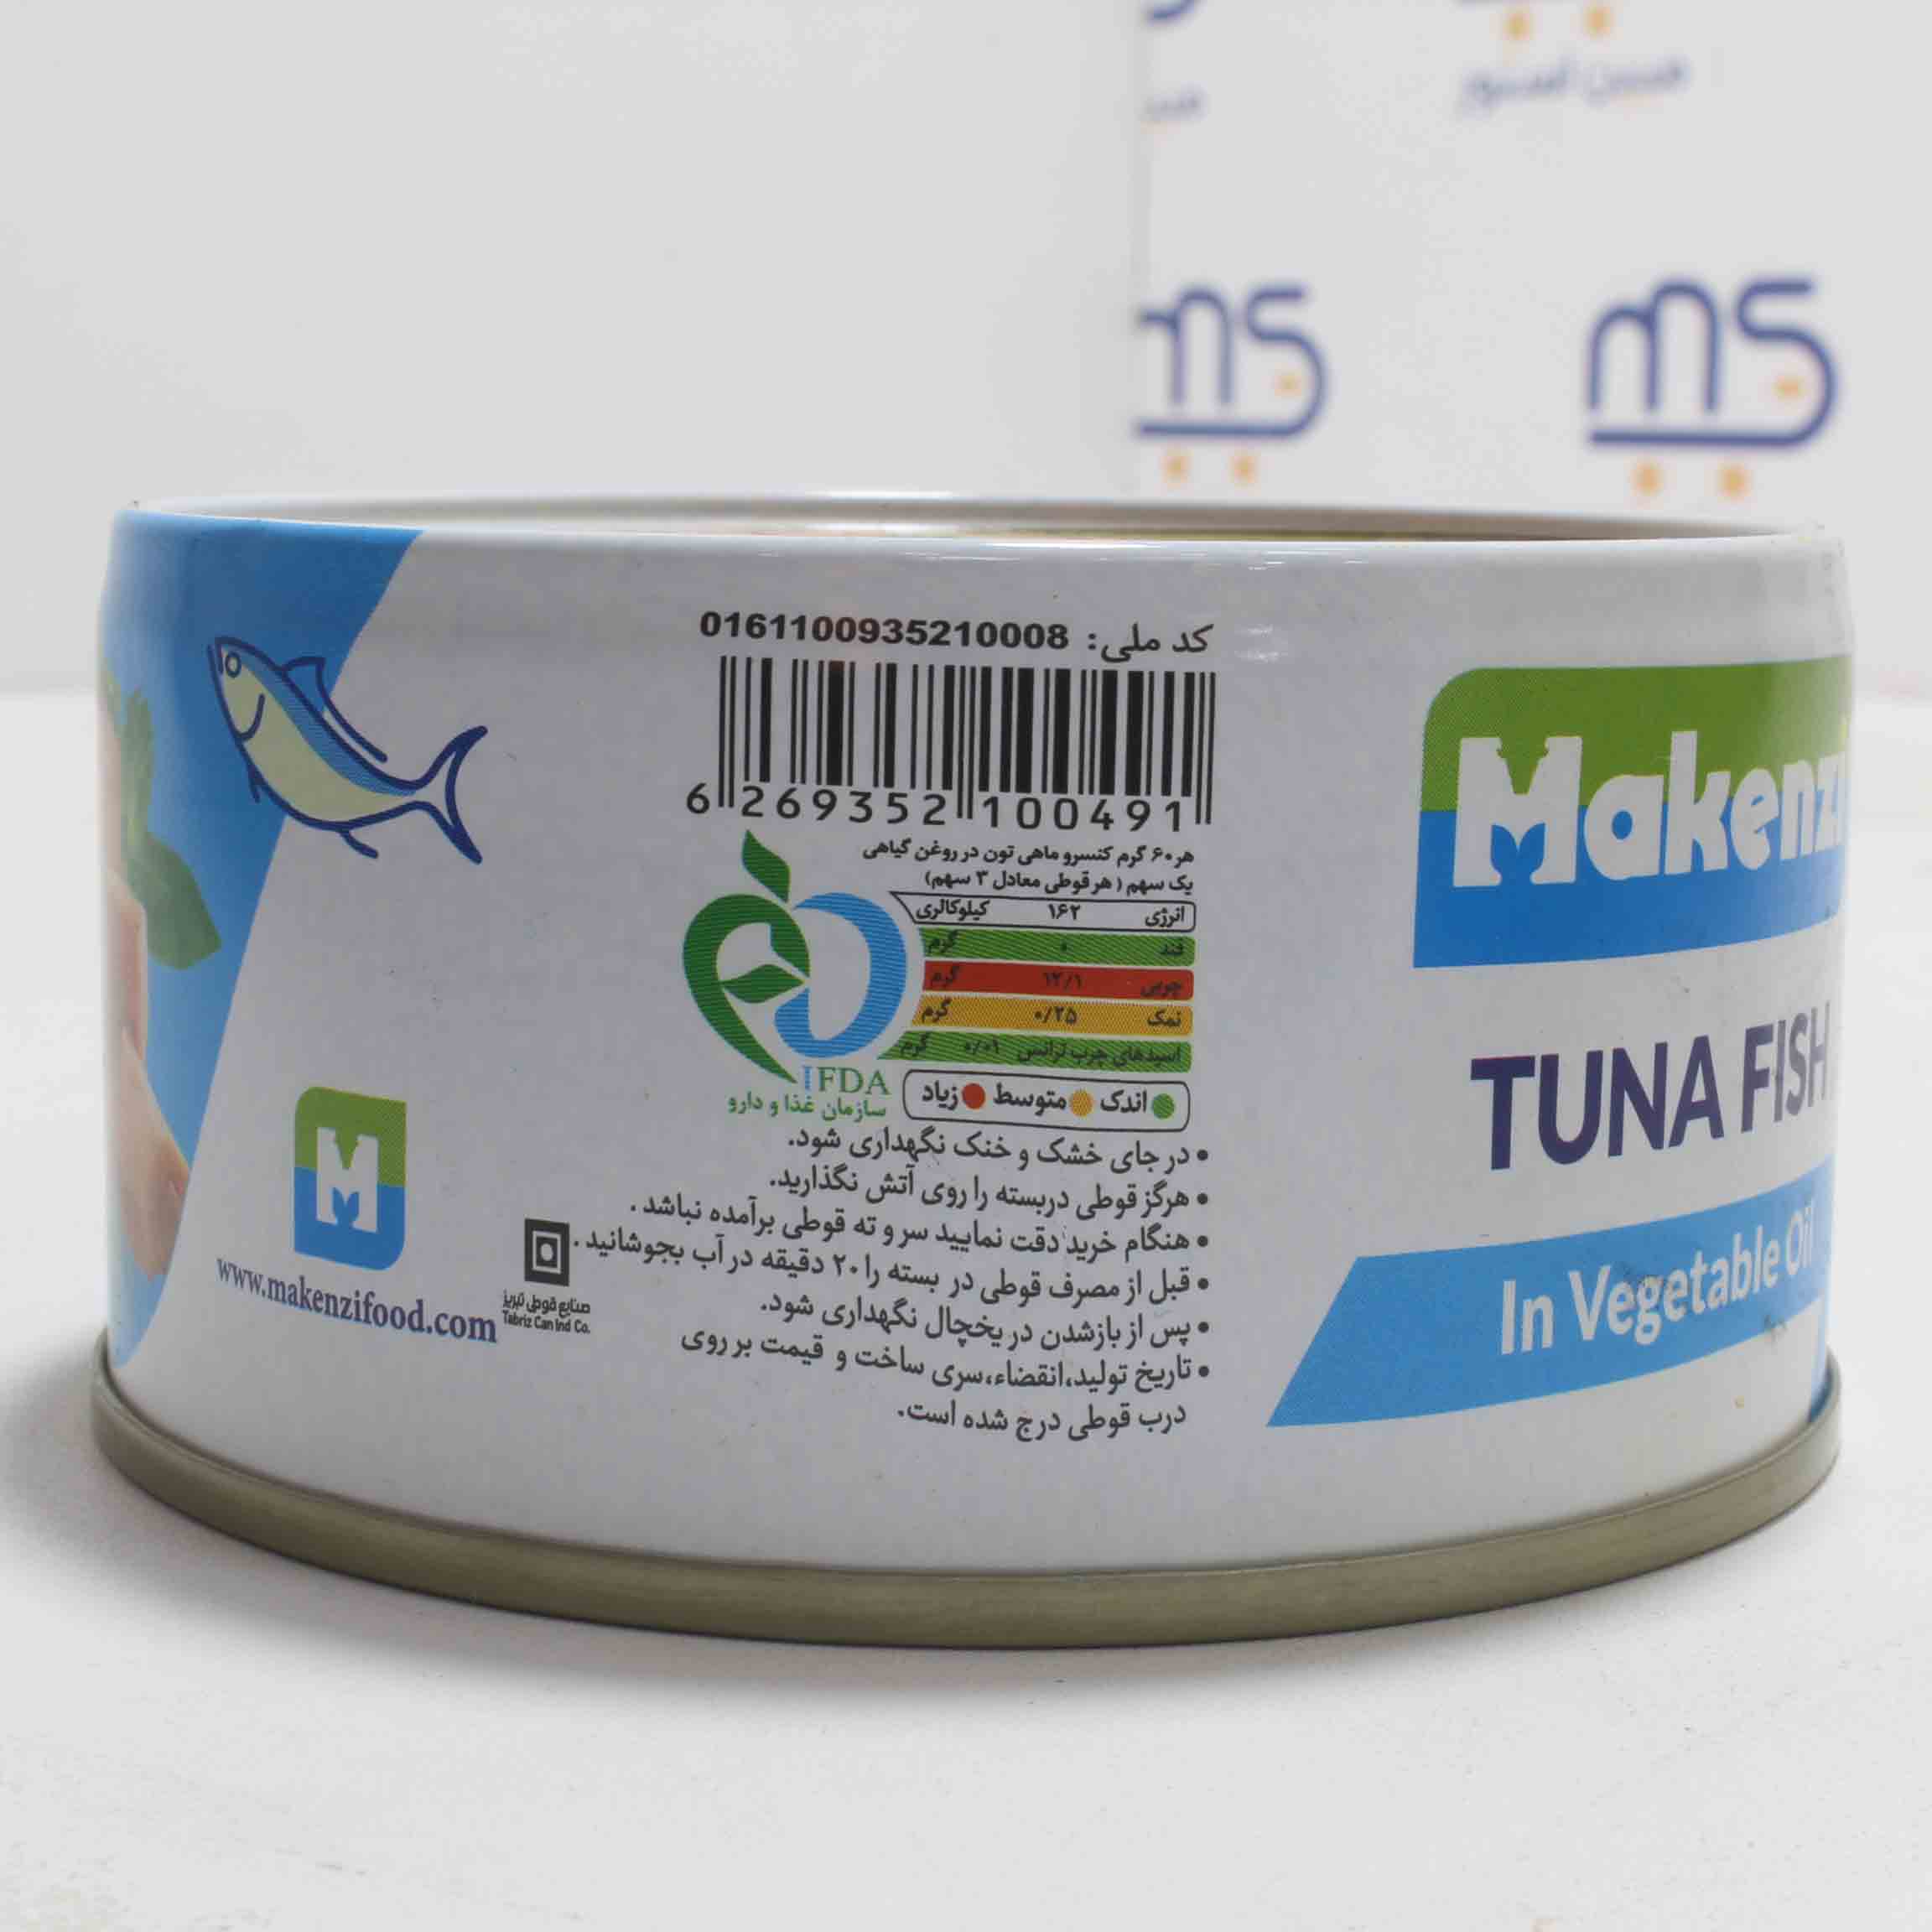 مبین استور
ms
ms
کد ملی: 0161100935210008
6 269352 100491
هر ۶۰ گرم کنسرو ماهی تون در روغن گیاهی
یک سهم ( هر قوطی معادل ۳ سهم)
انرژی ۱۶۲ کیلوکالری
قند ۰ گرم
چربی ۱۲/۱ گرم
نمک ۰/۲۵ گرم
اسیدهای چرب ترانس ۰/۰۱ گرم
اندک متوسط زیاد
IFDA
سازمان غذا و دارو
• در جای خشک و خنک نگهداری شود.
• هرگز قوطی دربسته را روی آتش نگذارید.
• هنگام خرید دقت نمایید سر و ته قوطی برآمده نباشد .
• قبل از مصرف قوطی در بسته را ۲۰ دقیقه در آب بجوشانید .
• پس از بازشدن در یخچال نگهداری شود.
• تاریخ تولید،انقضاء،سری ساخت و قیمت بر روی
درب قوطی درج شده است.
M
www.makenzifood.com
صنایع قوطی تبریز
Tabriz Can Ind Co.
Makenzi
TUNA FISH
In Vegetable Oil